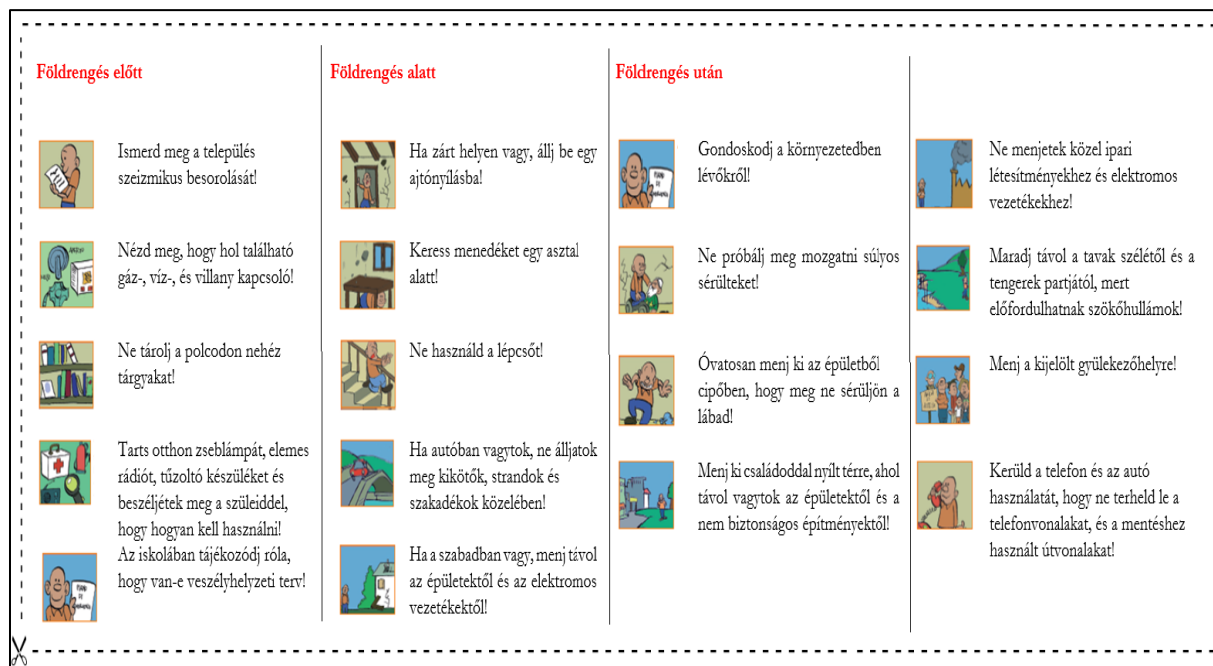 Földrengés előtt
Ismerd meg a település
szeizmikus besorolását!
Nézd meg, hogy hol található
gáz-, víz-, és villany kapcsoló!
Ne tárolj a polcodon nehéz
tárgyakat!
Tarts otthon zseblámpát, elemes
rádiót, tűzoltó készüléket és
beszéljétek meg a szüleiddel,
hogy hogyan kell használni!
Az iskolában tájékozódj róla,
hogy van-e veszélyhelyzeti terv!
Földrengés alatt
Ha zárt helyen vagy, állj be egy
ajtónyílásba!
Keress menedéket egy asztal
alatt!
Ne használd a lépcsőt!
Ha autóban vagytok, ne álljatok
meg kikötők, strandok és
szakadékok közelében!
Ha a szabadban vagy, menj távol
az épületektől és az elektromos
vezetékektől!
Földrengés után
Gondoskodj a környezetedben
lévőkről!
Ne próbálj meg mozgatni súlyos
sérülteket!
Óvatosan menj ki az épületből
cipőben, hogy meg ne sérüljön a
lábad!
Menj ki családoddal nyílt térre, ahol
távol vagytok az épületektől és a
nem biztonságos építményektől!
Ne menjetek közel ipari
létesítményekhez és elektromos
vezetékekhez!
Maradj távol a tavak szélétől és a
tengerek partjától, mert
előfordulhatnak szökőhullámok!
Menj a kijelölt gyülekezőhelyre!
Kerüld a telefon és az autó
használatát, hogy ne terheld le a
telefonvonalakat, és a mentéshez
használt útvonalakat!